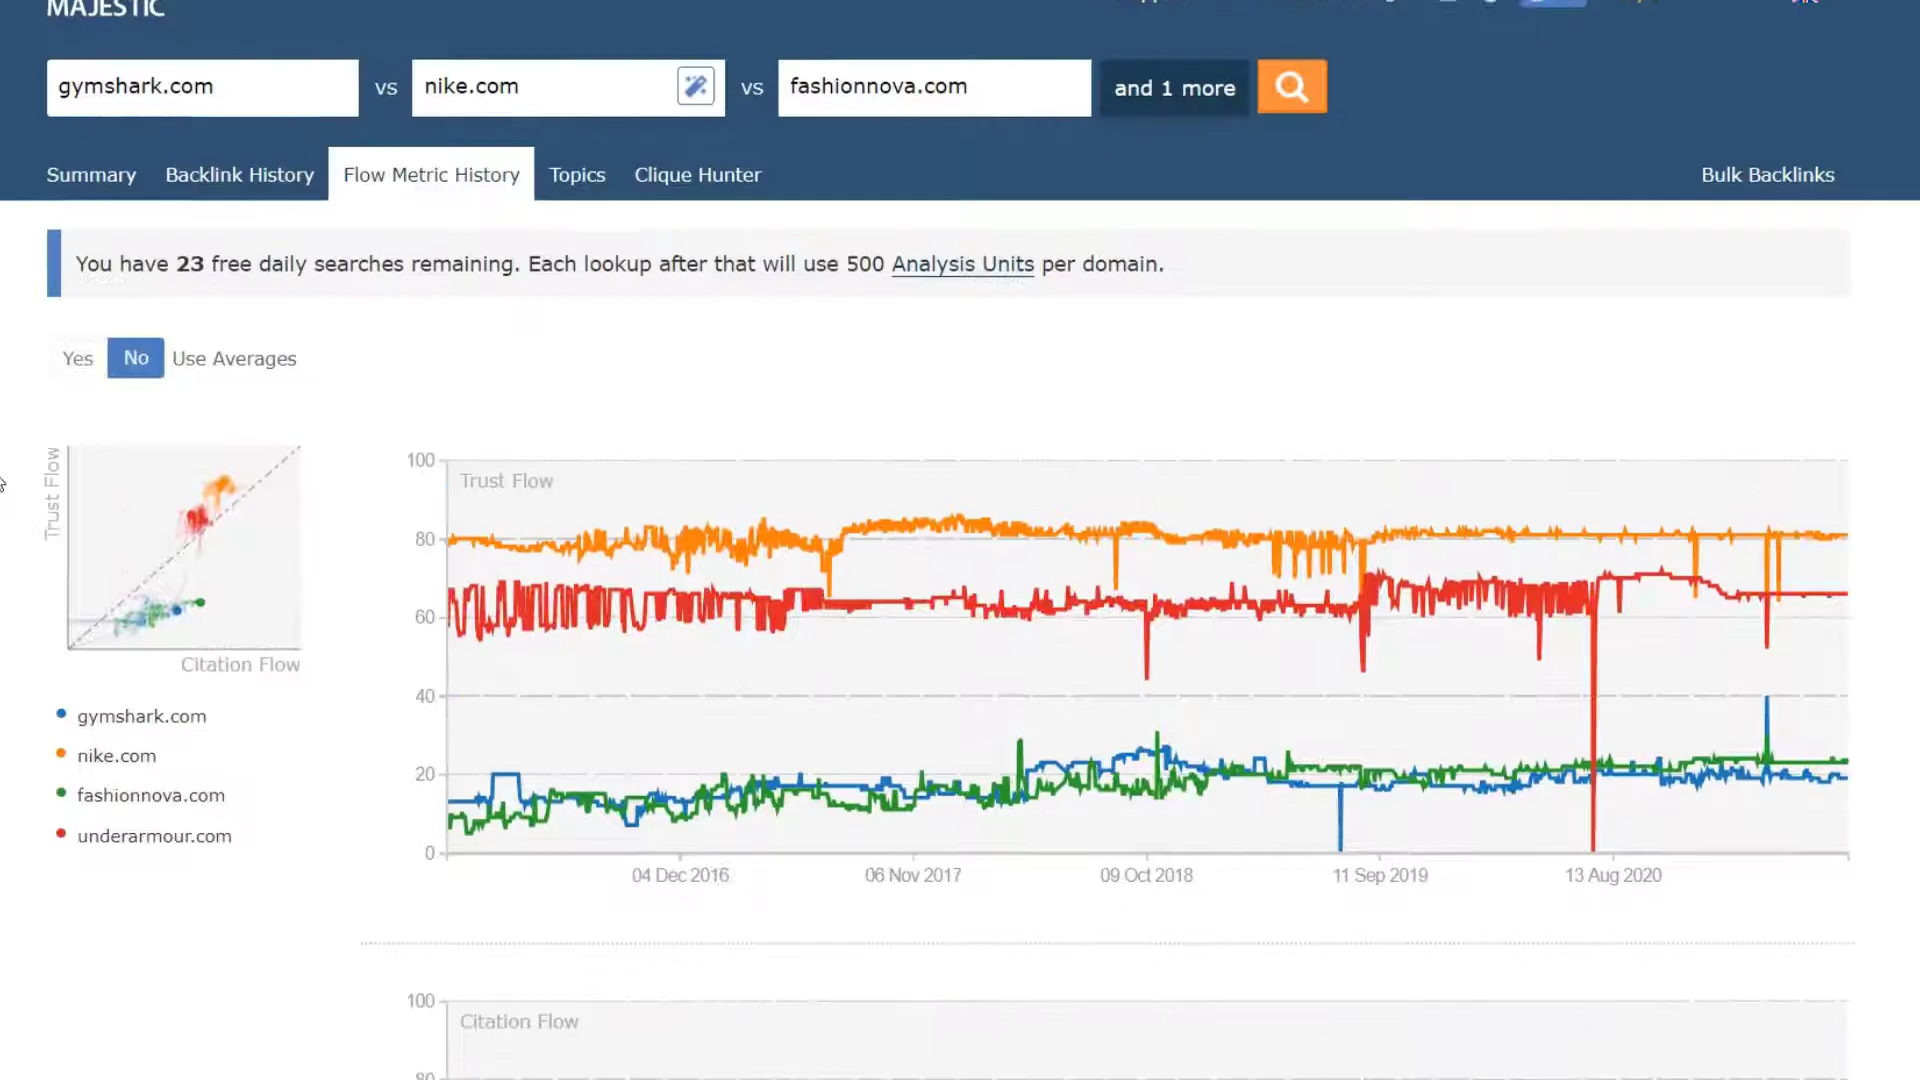 MAJESTIC
gymshark.com vs nike.com vs fashionnova.com and 1 more
Summary Backlink History Flow Metric History Topics Clique Hunter Bulk Backlinks
You have 23 free daily searches remaining. Each lookup after that will use 500 Analysis Units per domain.
Yes No Use Averages
Trust Flow
Citation Flow
gymshark.com
nike.com
fashionnova.com
underarmour.com
100
Trust Flow
80
60
40
20
0
04 Dec 2016 06 Nov 2017 09 Oct 2018 11 Sep 2019 13 Aug 2020
100
Citation Flow
80